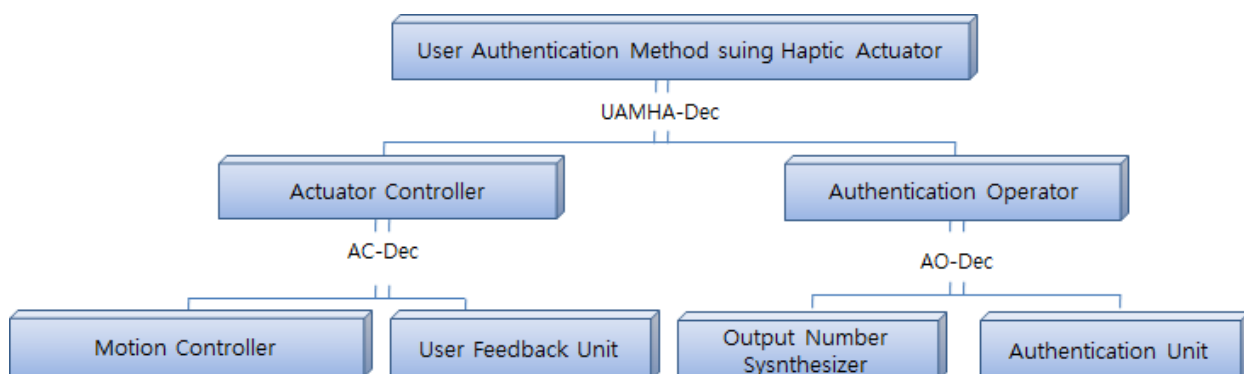 User Authentication Method suing Haptic Actuator
UAMHA-Dec
Actuator Controller
Authentication Operator
AC-Dec
AO-Dec
Motion Controller
User Feedback Unit
Output Number
Sysnthesizer
Authentication Unit